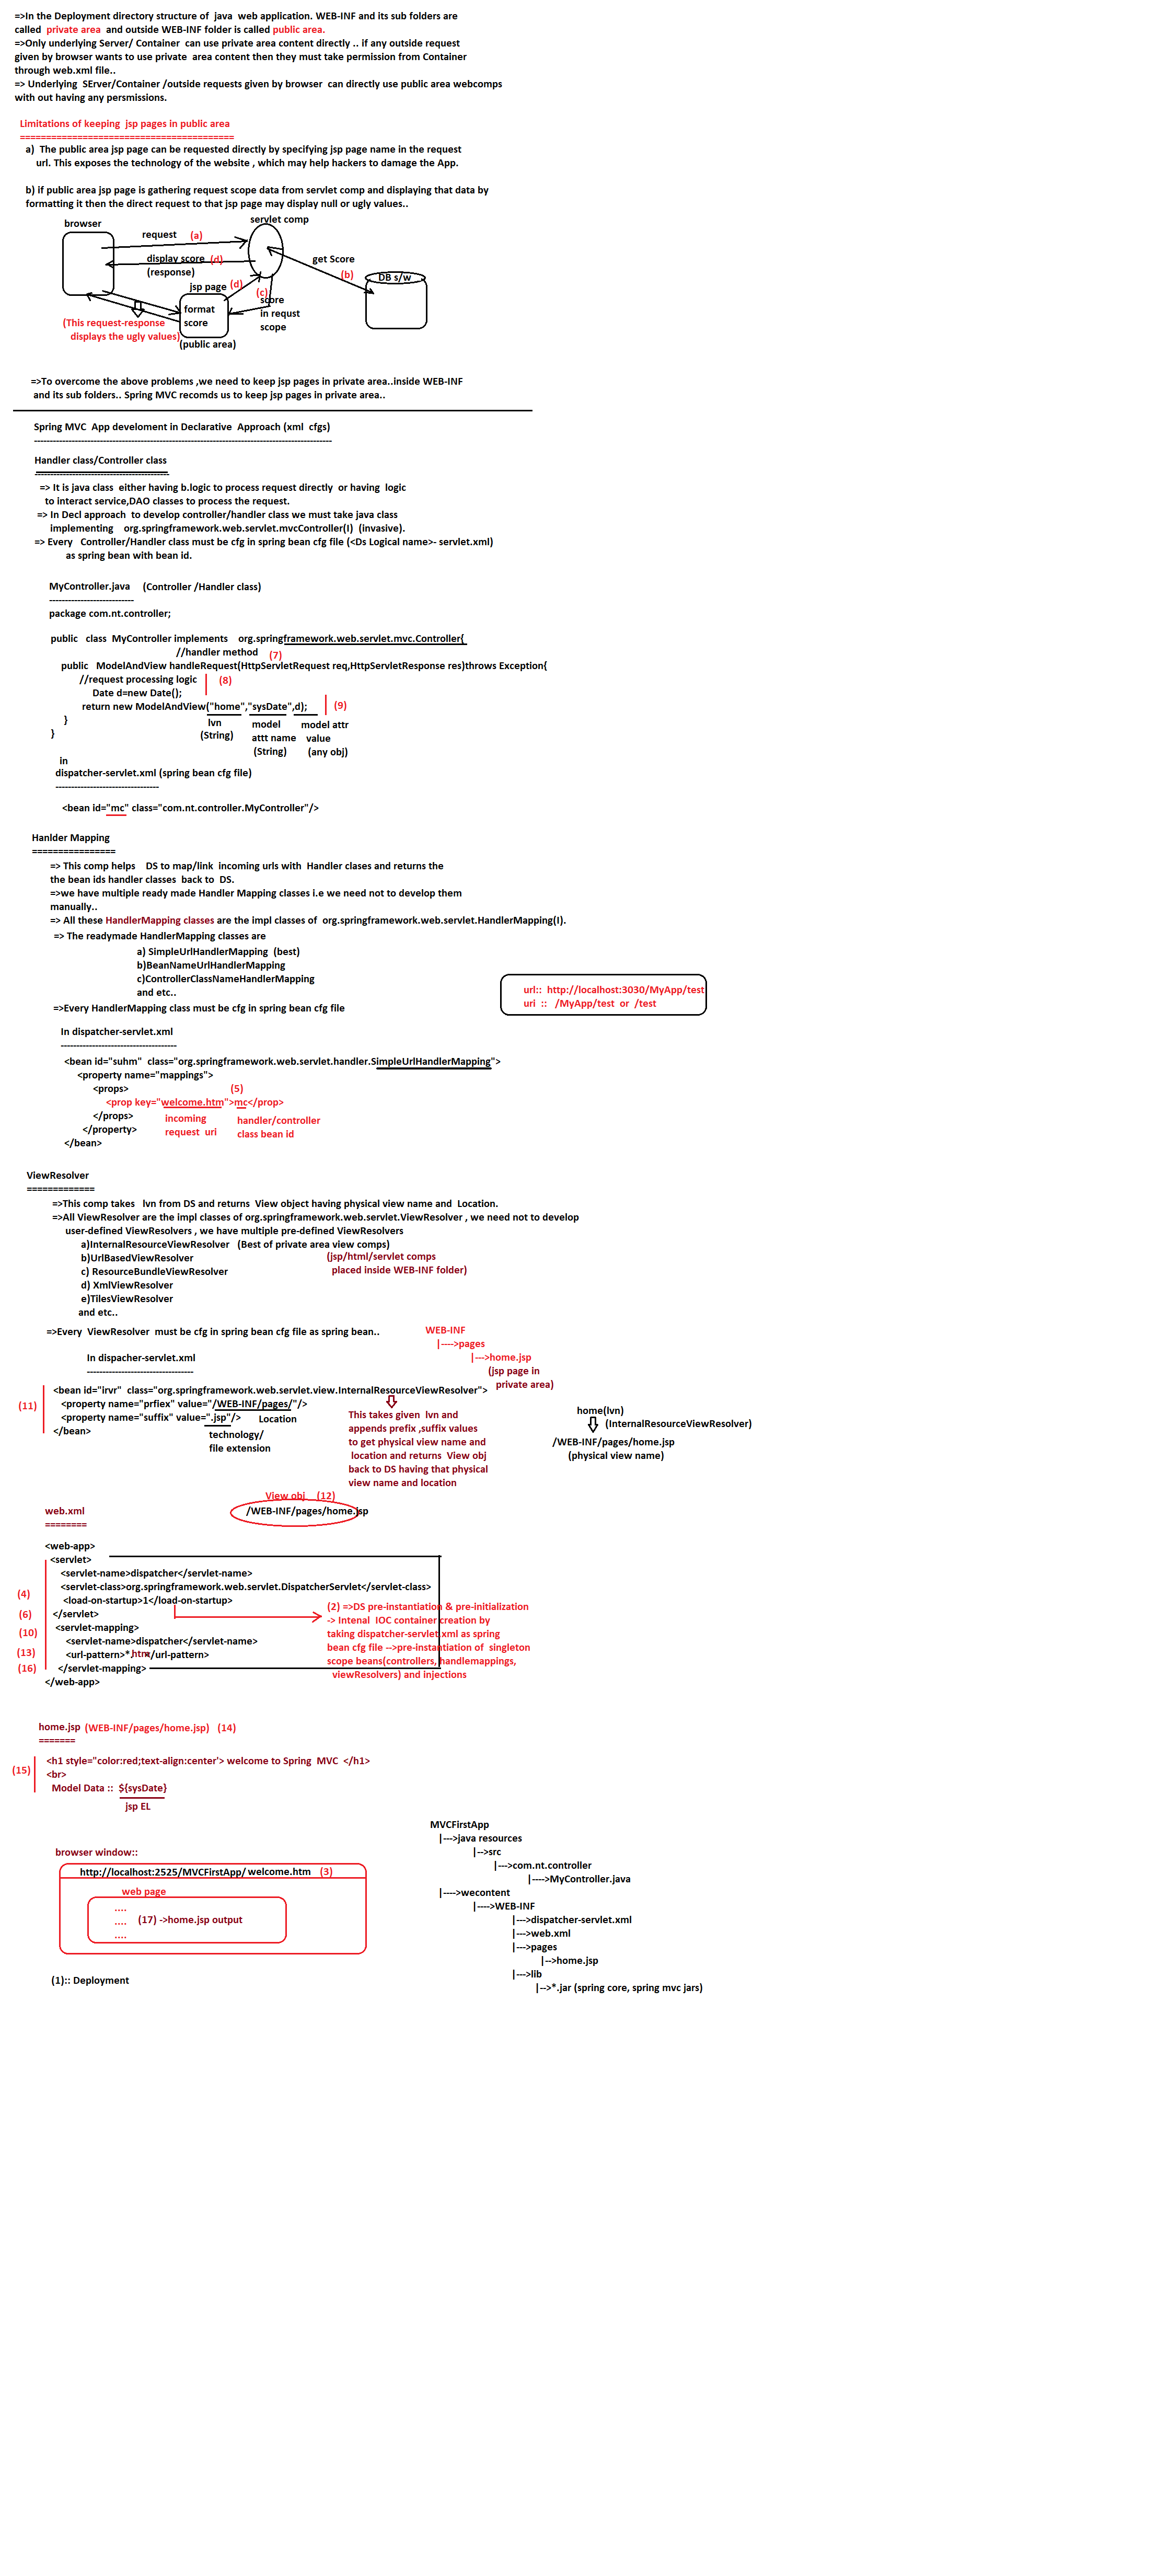 =>In the Deployment directory structure of  java  web application. WEB-INF and its sub folders are
called  private area  and outside WEB-INF folder is called public area.
=>Only underlying Server/ Container  can use private area content directly .. if any outside request
given by browser wants to use private  area content then they must take permission from Container
through web.xml file..
=> Underlying  SErver/Container /outside requests given by browser  can directly use public area webcomps
with out having any persmissions.
Limitations of keeping  jsp pages in public area
=========================================
a)  The public area jsp page can be requested directly by specifying jsp page name in the request
url. This exposes the technology of the website , which may help hackers to damage the App.
b) if public area jsp page is gathering request scope data from servlet comp and displaying that data by
formatting it then the direct request to that jsp page may display null or ugly values..
servlet comp
browser
request (a)
display score (d)
(response)
get Score
(b)
DB s/w
jsp page (d)
(c)
score
in requst
scope
format
score
(This request-response
displays the ugly values)
(public area)
=>To overcome the above problems ,we need to keep jsp pages in private area..inside WEB-INF
and its sub folders.. Spring MVC recomds us to keep jsp pages in private area..
Spring MVC  App develoment in Declarative  Approach (xml  cfgs)
-----------------------------------------------------------------------------------------------
Handler class/Controller class
-------------------------------------------
=> It is java class  either having b.logic to process request directly  or having  logic
to interact service,DAO classes to process the request.
=> In Decl approach  to develop controller/handler class we must take java class
implementing    org.springframework.web.servlet.mvcController(I)  (invasive).
=> Every   Controller/Handler class must be cfg in spring bean cfg file (<Ds Logical name>- servlet.xml)
as spring bean with bean id.
MyController.java    (Controller /Handler class)
---------------------------
package com.nt.controller;
public   class  MyController implements    org.springframework.web.servlet.mvc.Controller{
//handler method (7)
public   ModelAndView handleRequest(HttpServletRequest req,HttpServletResponse res)throws Exception{
//request processing logic (8)
Date d=new Date();
return new ModelAndView("home","sysDate",d); (9)
}
}
lvn
(String)
model
attt name
(String)
model attr
value
(any obj)
in
dispatcher-servlet.xml (spring bean cfg file)
---------------------------------
<bean id="mc" class="com.nt.controller.MyController"/>
Hanlder Mapping
================
=> This comp helps    DS to map/link  incoming urls with  Handler clases and returns the
the bean ids handler classes  back to  DS.
=>we have multiple ready made Handler Mapping classes i.e we need not to develop them
manually..
=> All these HandlerMapping classes are the impl classes of  org.springframework.web.servlet.HandlerMapping(I).
=> The readymade HandlerMapping classes are
a) SimpleUrlHandlerMapping  (best)
b)BeanNameUrlHandlerMapping
c)ControllerClassNameHandlerMapping
and etc..
url::  http://localhost:3030/MyApp/test
uri  ::   /MyApp/test  or  /test
=>Every HandlerMapping class must be cfg in spring bean cfg file
In dispatcher-servlet.xml
-------------------------------------
<bean id="suhm"  class="org.springframework.web.servlet.handler.SimpleUrlHandlerMapping">
<property name="mappings">
<props> (5)
<prop key="welcome.htm">mc</prop>
</props>
</property>
</bean>
incoming
request  uri
handler/controller
class bean id
ViewResolver
=============
=>This comp takes   lvn from DS and returns  View object having physical view name and  Location.
=>All ViewResolver are the impl classes of org.springframework.web.servlet.ViewResolver , we need not to develop
user-defined ViewResolvers , we have multiple pre-defined ViewResolvers
a)InternalResourceViewResolver   (Best of private area view comps)
b)UrlBasedViewResolver
c) ResourceBundleViewResolver
d) XmlViewResolver
e)TilesViewResolver
and etc..
(jsp/html/servlet comps
placed inside WEB-INF folder)
=>Every  ViewResolver  must be cfg in spring bean cfg file as spring bean..
WEB-INF
|---->pages
|--->home.jsp
(jsp page in
private area)
In dispacher-servlet.xml
----------------------------------
<bean id="irvr"  class="org.springframework.web.servlet.view.InternalResourceViewResolver">
(11)
<property name="prfiex" value="/WEB-INF/pages/"/>
<property name="suffix" value=".jsp"/>
</bean>
Location
technology/
file extension
This takes given  lvn and
appends prefix ,suffix values
to get physical view name and
location and returns  View obj
back to DS having that physical
view name and location
home(lvn)
(InternalResourceViewResolver)
/WEB-INF/pages/home.jsp
(physical view name)
View obj    (12)
/WEB-INF/pages/home.jsp
web.xml
========
<web-app>
<servlet>
<servlet-name>dispatcher</servlet-name>
<servlet-class>org.springframework.web.servlet.DispatcherServlet</servlet-class>
<load-on-startup>1</load-on-startup>
</servlet>
<servlet-mapping>
<servlet-name>dispatcher</servlet-name>
<url-pattern>*.htm</url-pattern>
</servlet-mapping>
</web-app>
(4)
(6)
(10)
(13)
(16)
(2) =>DS pre-instantiation & pre-initialization
-> Intenal  IOC container creation by
taking dispatcher-servlet.xml as spring
bean cfg file -->pre-instantiation of  singleton
scope beans(controllers, handlemappings,
viewResolvers) and injections
home.jsp (WEB-INF/pages/home.jsp)   (14)
=======
(15)
<h1 style="color:red;text-align:center'> welcome to Spring  MVC  </h1>
<br>
Model Data ::  ${sysDate}
jsp EL
browser window::
http://localhost:2525/MVCFirstApp/ welcome.htm (3)
web page
....
.... (17) ->home.jsp output
....
(1):: Deployment
MVCFirstApp
|--->java resources
|-->src
|--->com.nt.controller
|---->MyController.java
|---->wecontent
|---->WEB-INF
|--->dispatcher-servlet.xml
|--->web.xml
|--->pages
|-->home.jsp
|--->lib
|-->*.jar (spring core, spring mvc jars)